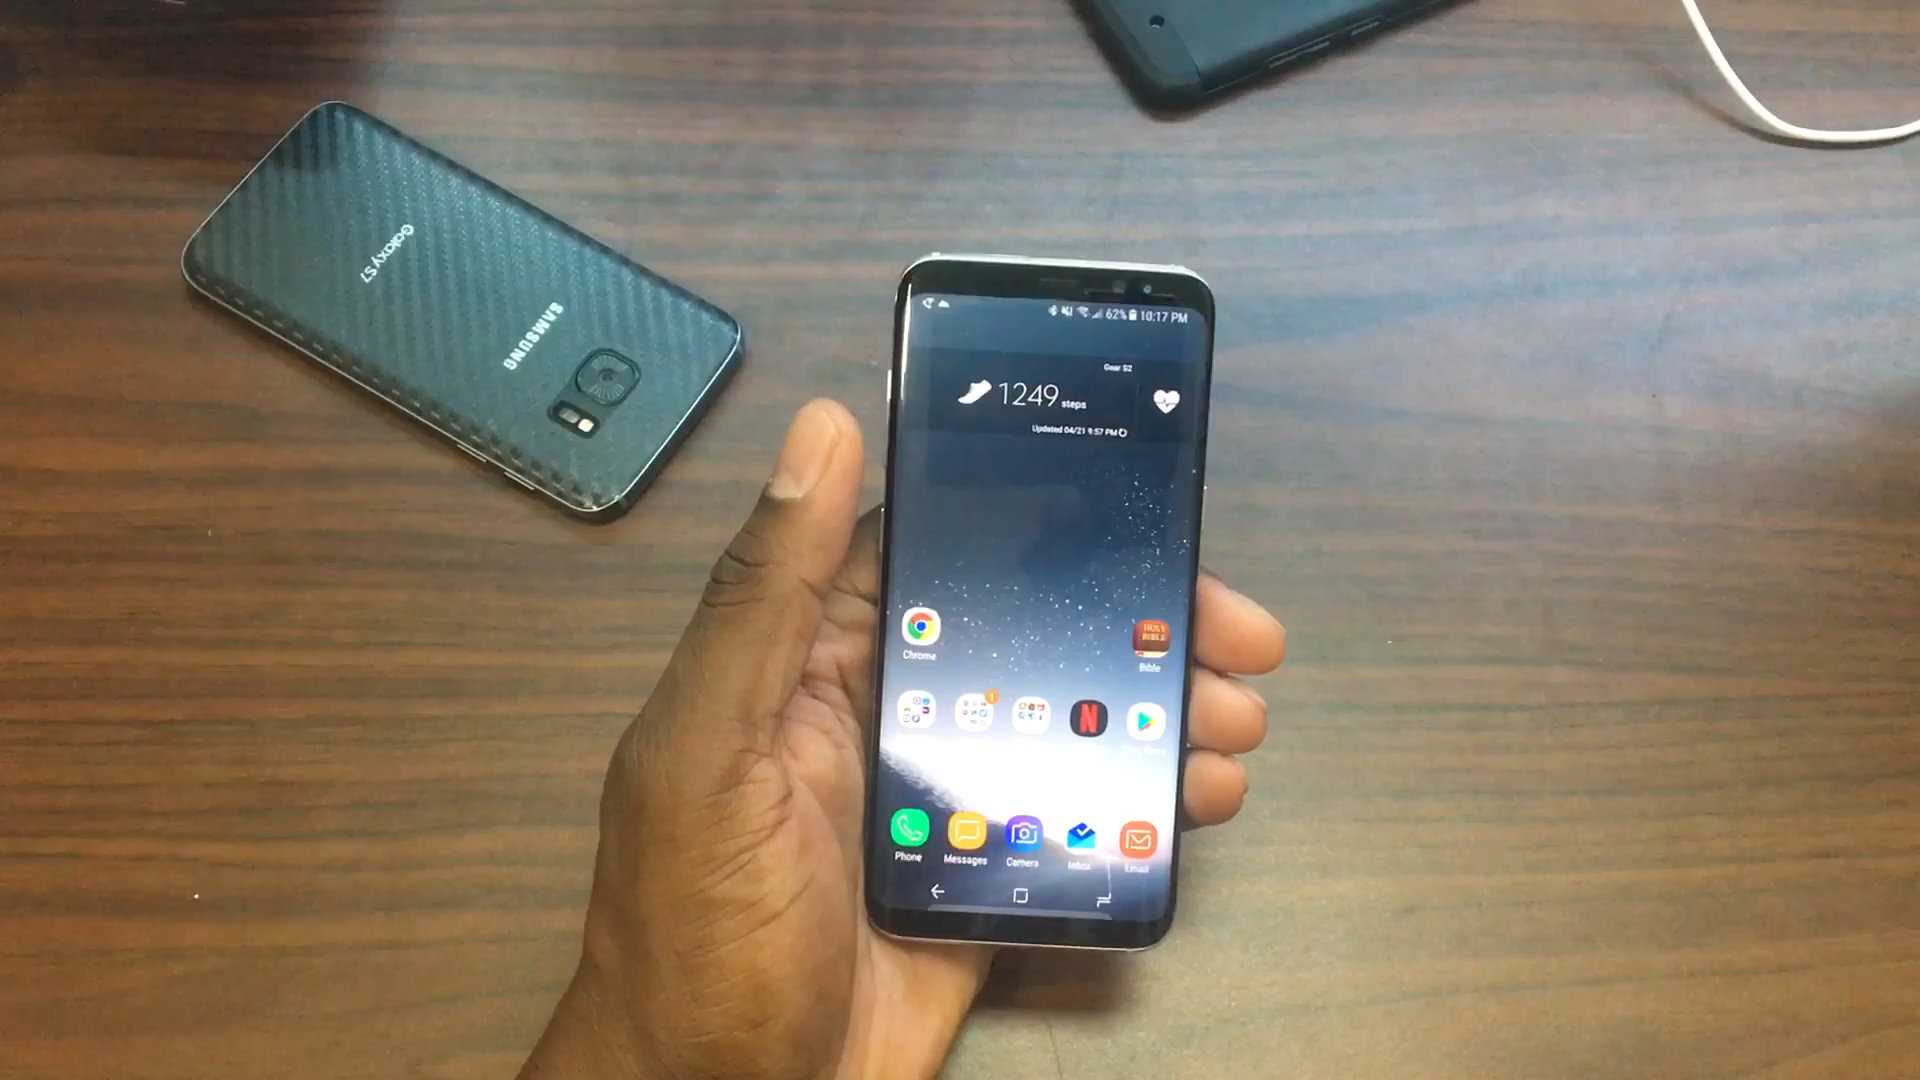 Galaxy S7
SAMSUNG
62% 10:17 PM
Gear S2
1249 steps
Updated 04/21 9:57 PM
Chrome
HOLY
BIBLE
Bible
1
N
Phone
Messages
Camera
Inbox
Email